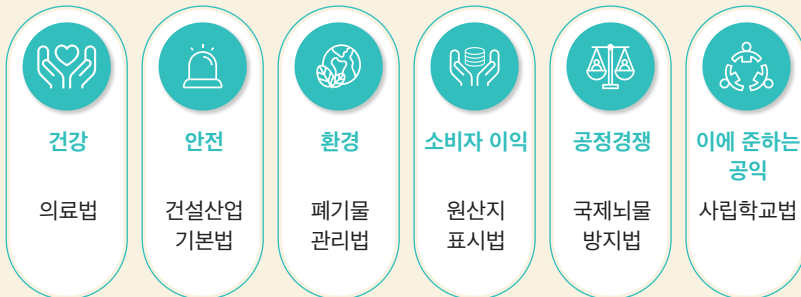 건강
의료법
안전
건설산업
기본법
환경
폐기물
관리법
소비자 이익
원산지
표시법
공정경쟁
국제뇌물
방지법
이에 준하는
공익
사립학교법